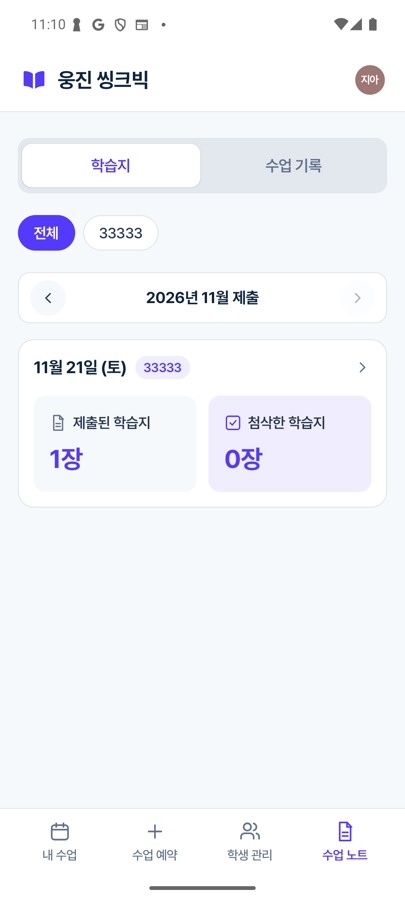 11:10
웅진 씽크빅
지아
학습지
수업 기록
전체
33333
2026년 11월 제출
11월 21일 (토) 33333
제출된 학습지
1장
첨삭한 학습지
0장
내 수업
수업 예약
학생 관리
수업 노트